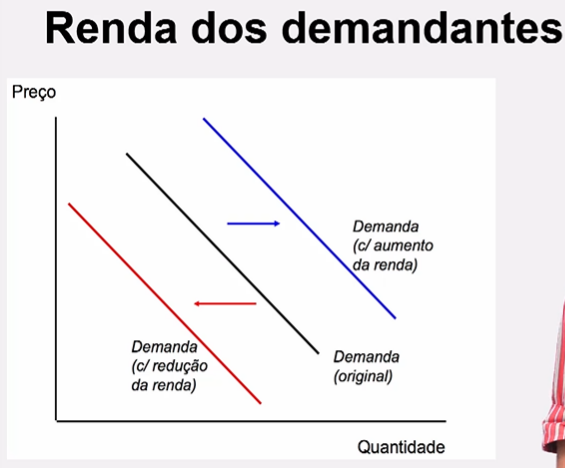 Renda dos demandantes
Preço
Demanda
(c/ aumento
da renda)
Demanda
(c/ redução
da renda)
Demanda
(original)
Quantidade